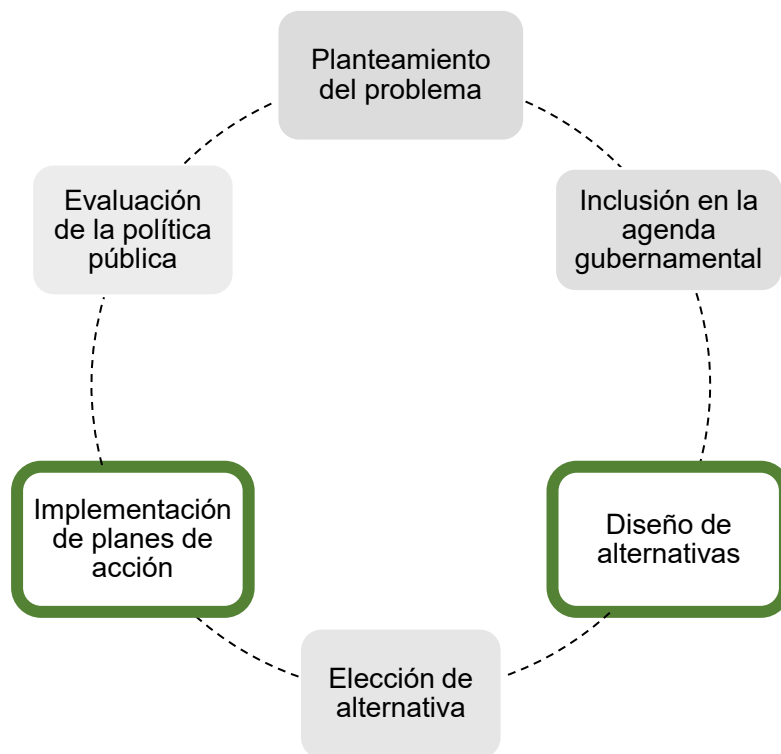 Planteamiento
del problema
Inclusión en la
agenda
gubernamental
Diseño de
alternativas
Elección de
alternativa
Implementación
de planes de
acción
Evaluación
de la política
pública